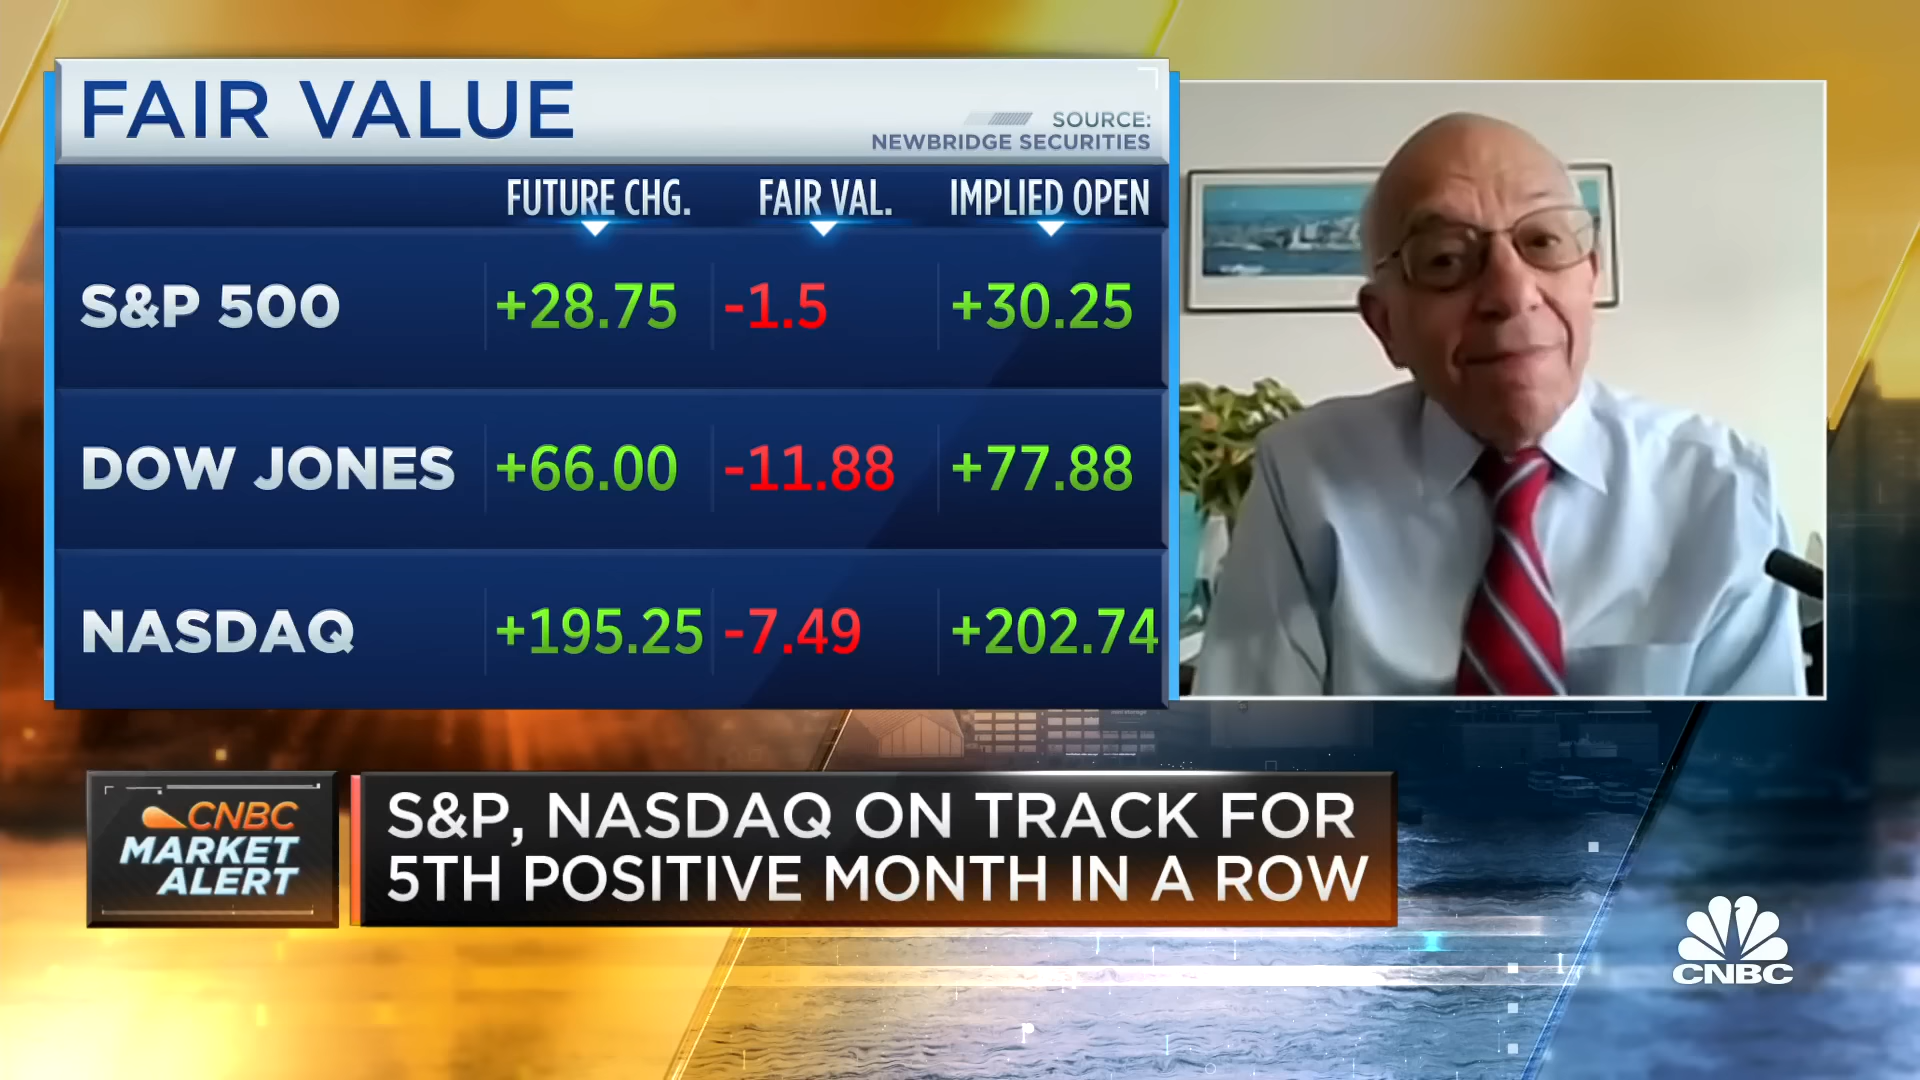 FAIR VALUE
SOURCE:
NEWBRIDGE SECURITIES
FUTURE CHG. FAIR VAL. IMPLIED OPEN
S&P 500 +28.75 -1.5 +30.25
DOW JONES +66.00 -11.88 +77.88
NASDAQ +195.25 -7.49 +202.74
CNBC
MARKET
ALERT
S&P, NASDAQ ON TRACK FOR
5TH POSITIVE MONTH IN A ROW
CNBC